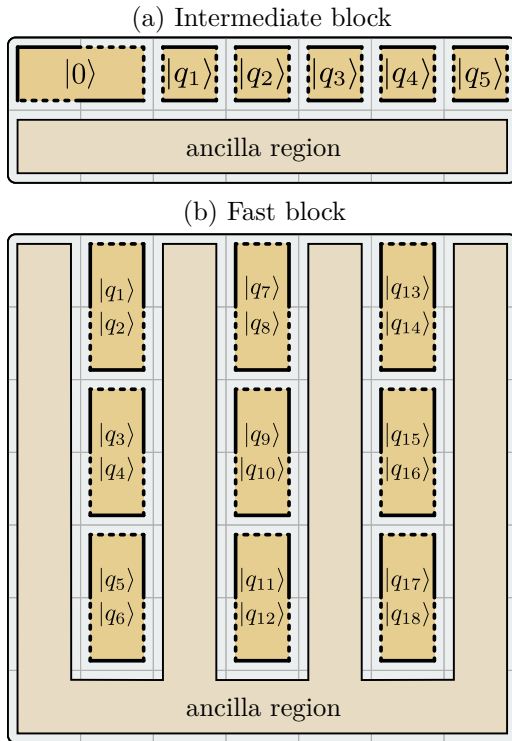 (a) Intermediate block
|0⟩ |q₁⟩ |q₂⟩ |q₃⟩ |q₄⟩ |q₅⟩
ancilla region
(b) Fast block
|q₁⟩ |q₇⟩ |q₁₃⟩
|q₂⟩ |q₈⟩ |q₁₄⟩
|q₃⟩ |q₉⟩ |q₁₅⟩
|q₄⟩ |q₁₀⟩ |q₁₆⟩
|q₅⟩ |q₁₁⟩ |q₁₇⟩
|q₆⟩ |q₁₂⟩ |q₁₈⟩
ancilla region